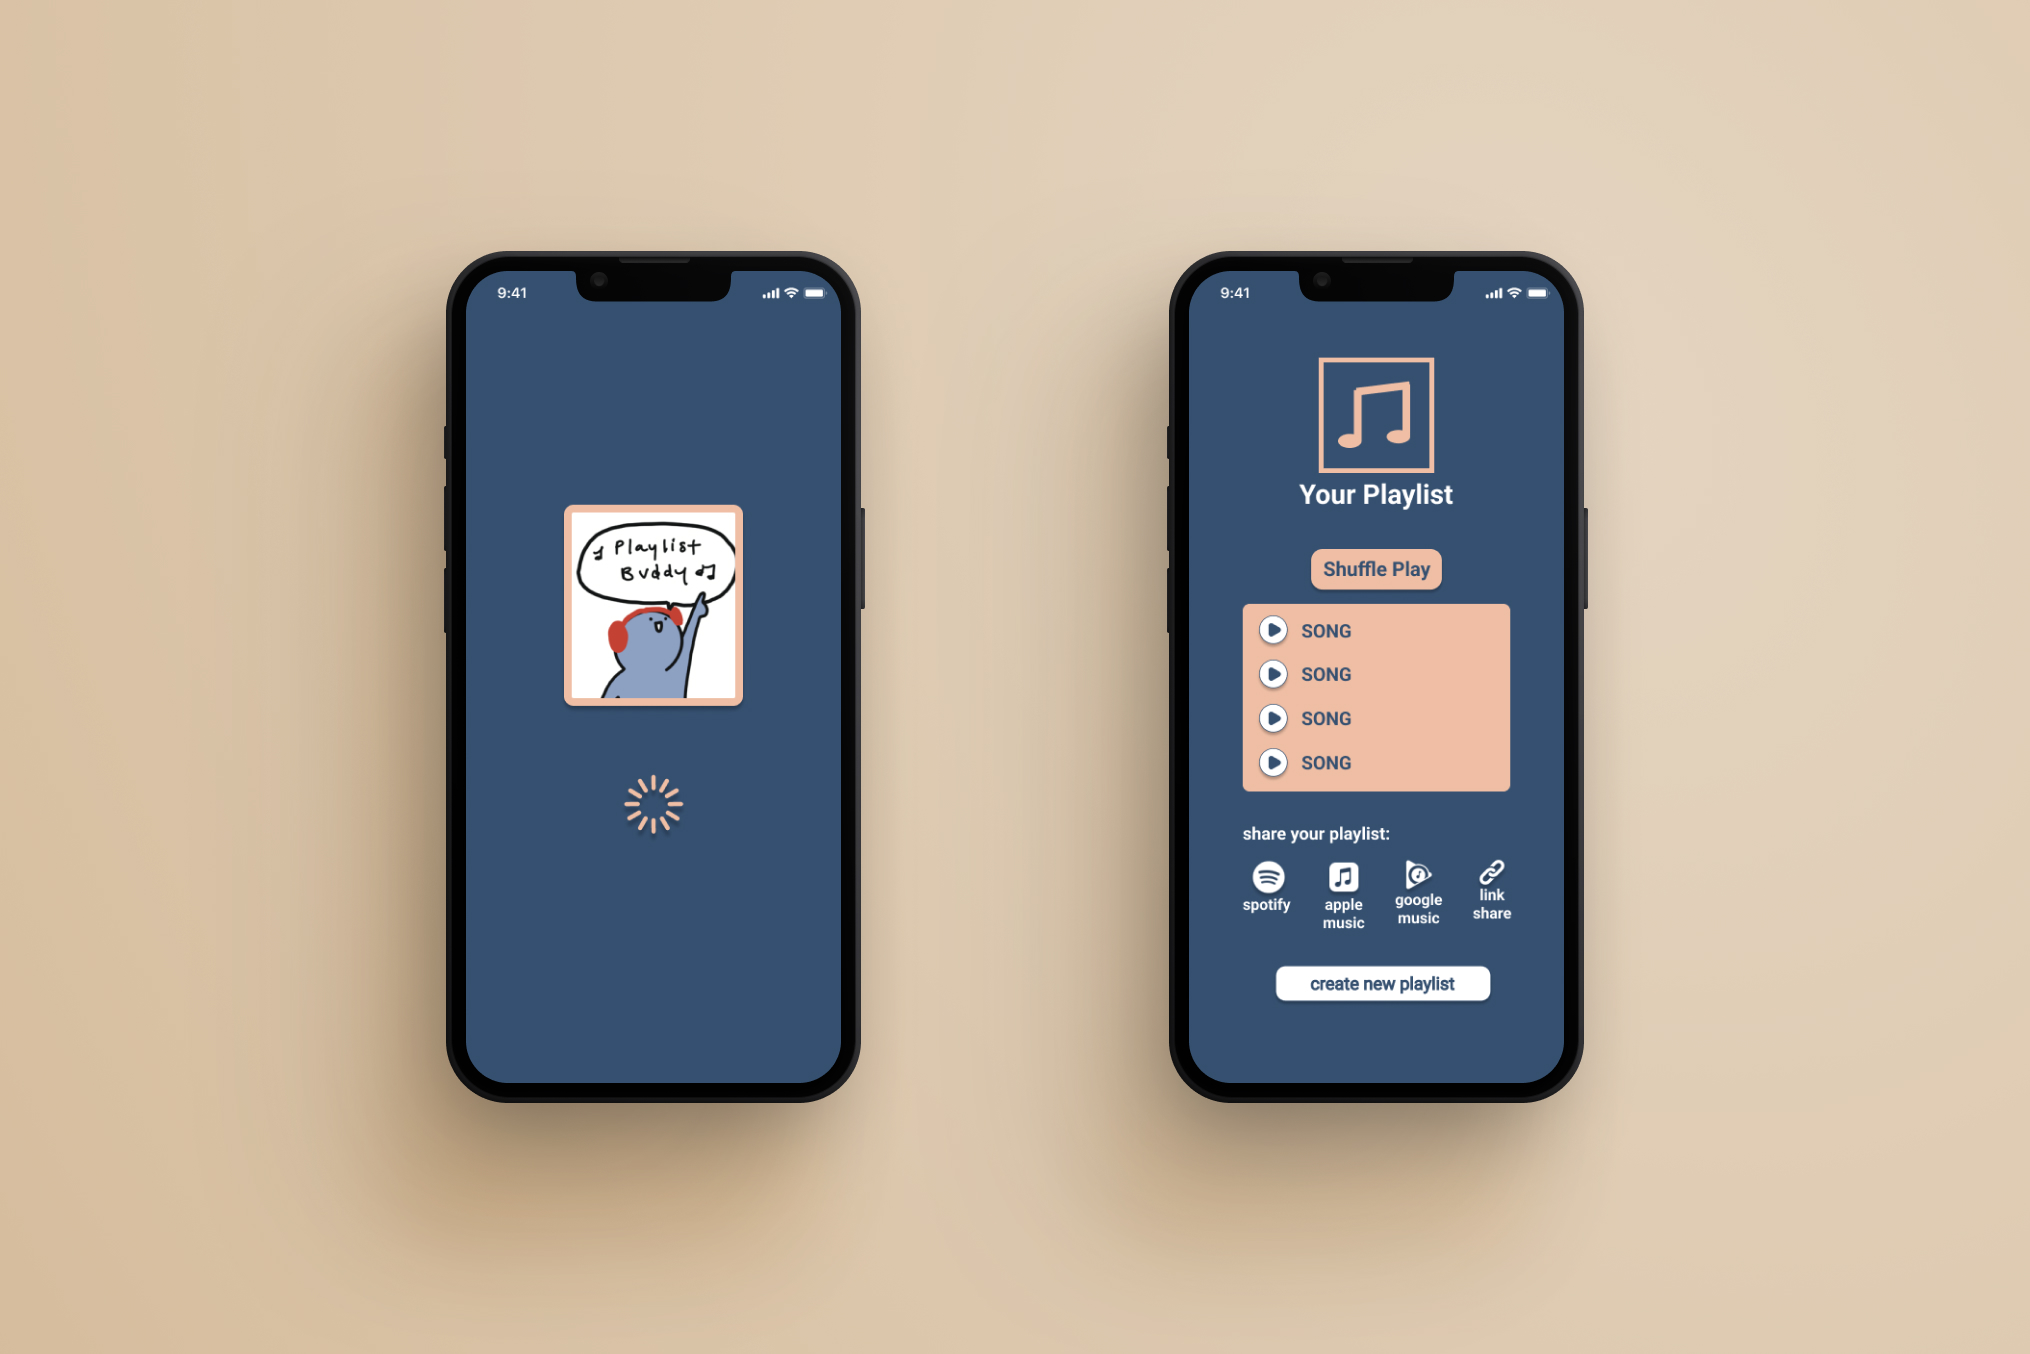 9:41
Playlist
Buddy
9:41
Your Playlist
Shuffle Play
SONG
SONG
SONG
SONG
share your playlist:
spotify
apple
music
google
music
link
share
create new playlist